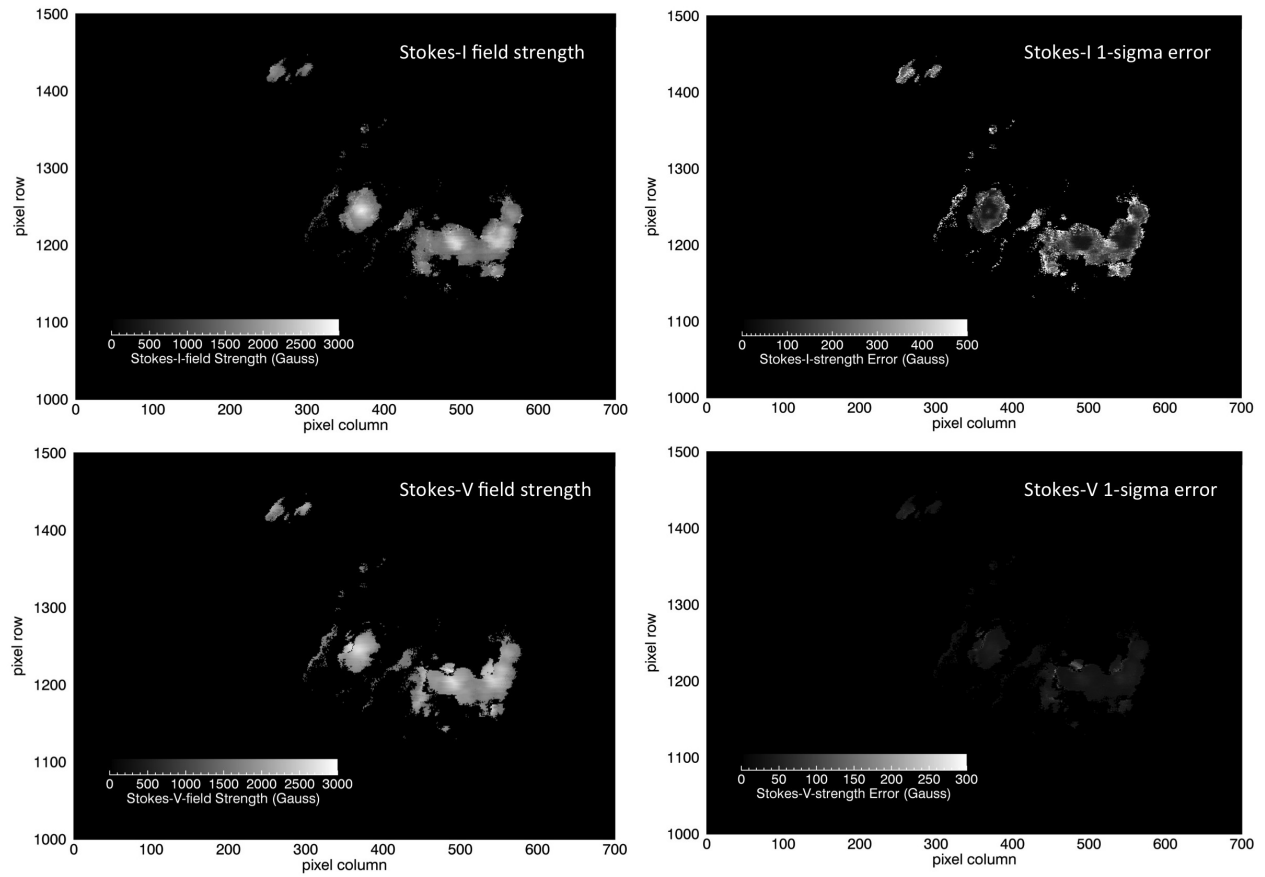 Stokes-I field strength
1500
1400
1300
1200
1100
1000
pixel row
0 500 1000 1500 2000 2500 3000
Stokes-I-field Strength (Gauss)
0 100 200 300 400 500 600 700
pixel column
Stokes-I 1-sigma error
1500
1400
1300
1200
1100
1000
pixel row
0 100 200 300 400 500
Stokes-I-strength Error (Gauss)
0 100 200 300 400 500 600 700
pixel column
Stokes-V field strength
1500
1400
1300
1200
1100
1000
pixel row
0 500 1000 1500 2000 2500 3000
Stokes-V-field Strength (Gauss)
0 100 200 300 400 500 600 700
pixel column
Stokes-V 1-sigma error
1500
1400
1300
1200
1100
1000
pixel row
0 50 100 150 200 250 300
Stokes-V-strength Error (Gauss)
0 100 200 300 400 500 600 700
pixel column